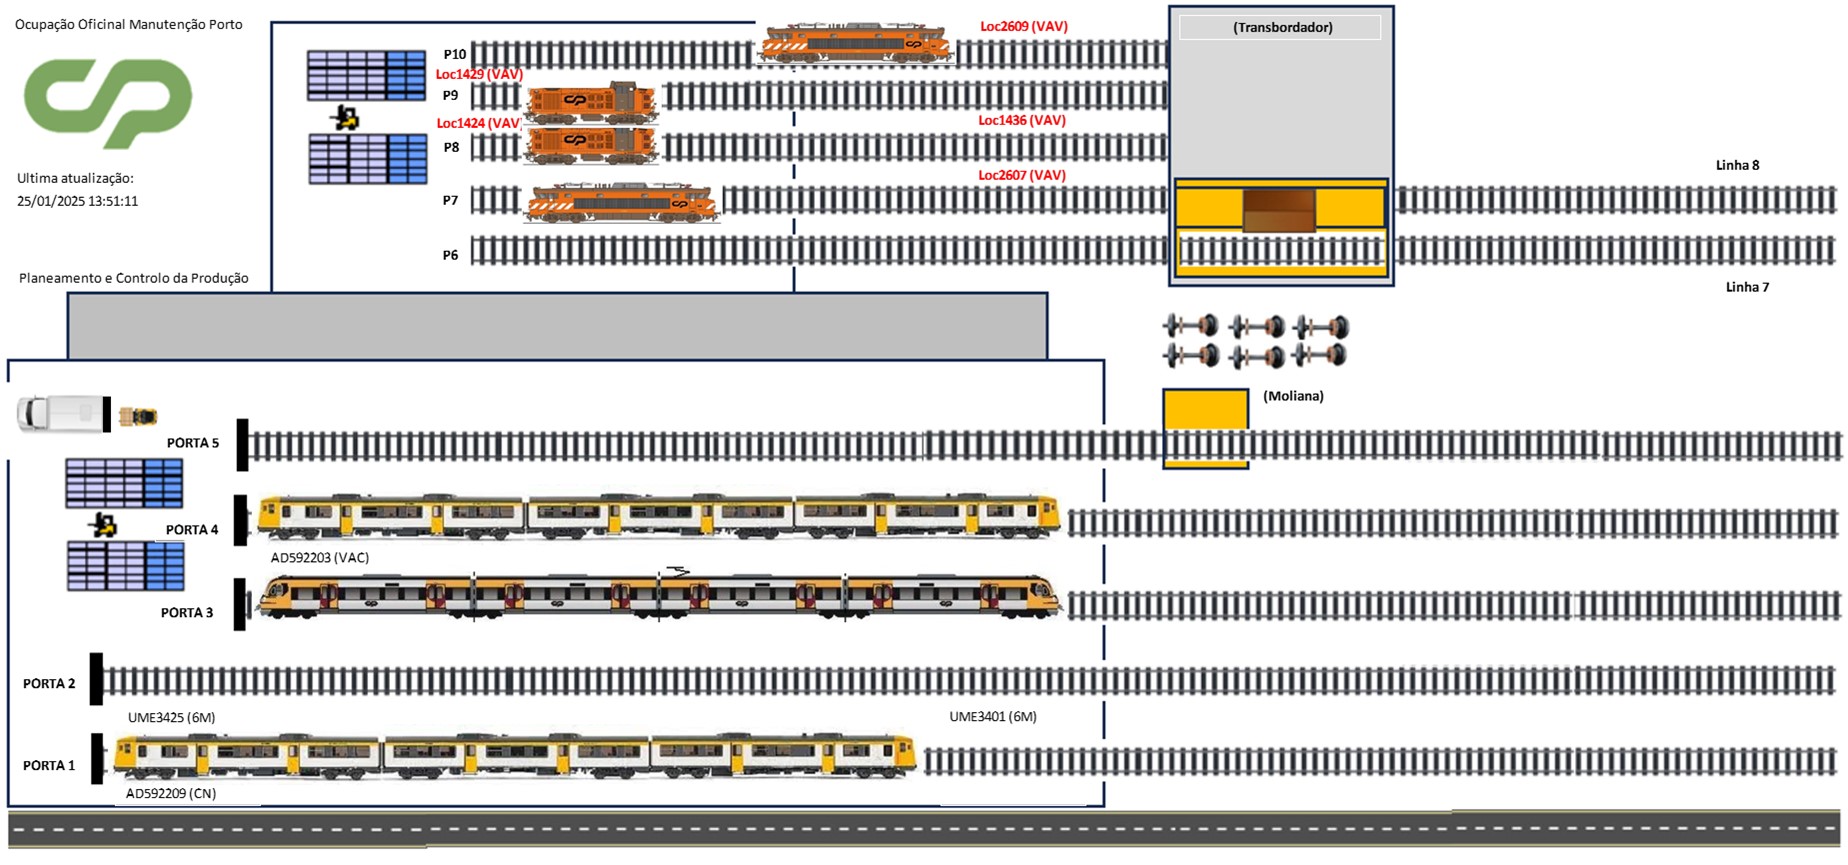 Ocupação Oficinal Manutenção Porto
Loc2609 (VAV)
(Transbordador)
P10
Loc1429 (VAV)
P9
Loc1424 (VAV)
Loc1436 (VAV)
P8
Linha 8
Ultima atualização:
Loc2607 (VAV)
25/01/2025 13:51:11
P7
P6
Planeamento e Controlo da Produção
Linha 7
(Moliana)
PORTA 5
PORTA 4
AD592203 (VAC)
PORTA 3
PORTA 2
UME3425 (6M)
UME3401 (6M)
PORTA 1
AD592209 (CN)